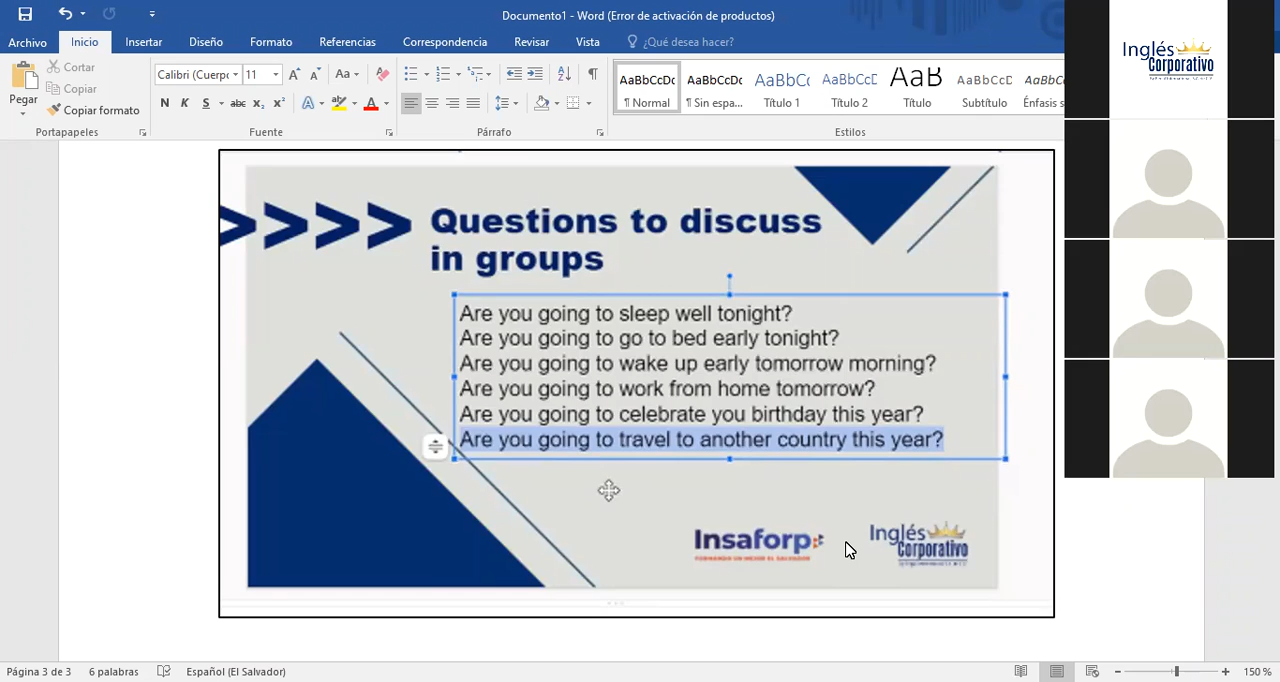 Documento1 - Word (Error de activación de productos)
Archivo Inicio Insertar Diseño Formato Referencias Correspondencia Revisar Vista ¿Qué desea hacer?
Pegar
Cortar
Copiar
Copiar formato
Portapapeles
Calibri (Cuerpo 11
Aa
N K S abc x₂ x²
Fuente
Párrafo
AaBbCcDc AaBbCcDc AaBbC AaBbCcD AaB AaBbCcD AaBbCcD
¶ Normal ¶ Sin espa... Título 1 Título 2 Título Subtítulo Énfasis s
Estilos
>>>> Questions to discuss
in groups
Are you going to sleep well tonight?
Are you going to go to bed early tonight?
Are you going to wake up early tomorrow morning?
Are you going to work from home tomorrow?
Are you going to celebrate you birthday this year?
Are you going to travel to another country this year?
Insaforp
Inglés
Corporativo
Inglés
Corporativo
Página 3 de 3 6 palabras Español (El Salvador) 150 %